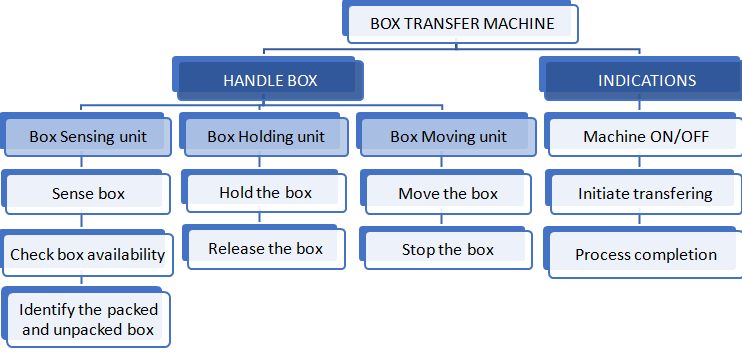 BOX TRANSFER MACHINE
HANDLE BOX
INDICATIONS
Box Sensing unit
Box Holding unit
Box Moving unit
Machine ON/OFF
Sense box
Hold the box
Move the box
Initiate transfering
Check box availability
Release the box
Stop the box
Process completion
Identify the packed
and unpacked box